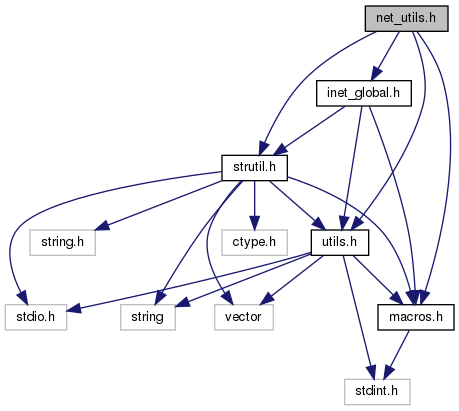 net_utils.h
inet_global.h
strutil.h
string.h
ctype.h
utils.h
stdio.h
string
vector
macros.h
stdint.h